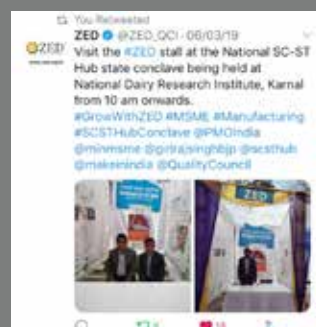 You Retweeted
ZED @ZED_QCI · 06/03/19
Visit the #ZED stall at the National SC-ST
Hub state conclave being held at
National Dairy Research Institute, Karnal
from 10 am onwards.
#GrowWithZED #MSME #Manufacturing
#SCSTHubConclave @PMOIndia
@minmsme @girirajsinghbjp @scsthub
@makeinindia @QualityCouncil
ZED
ZED